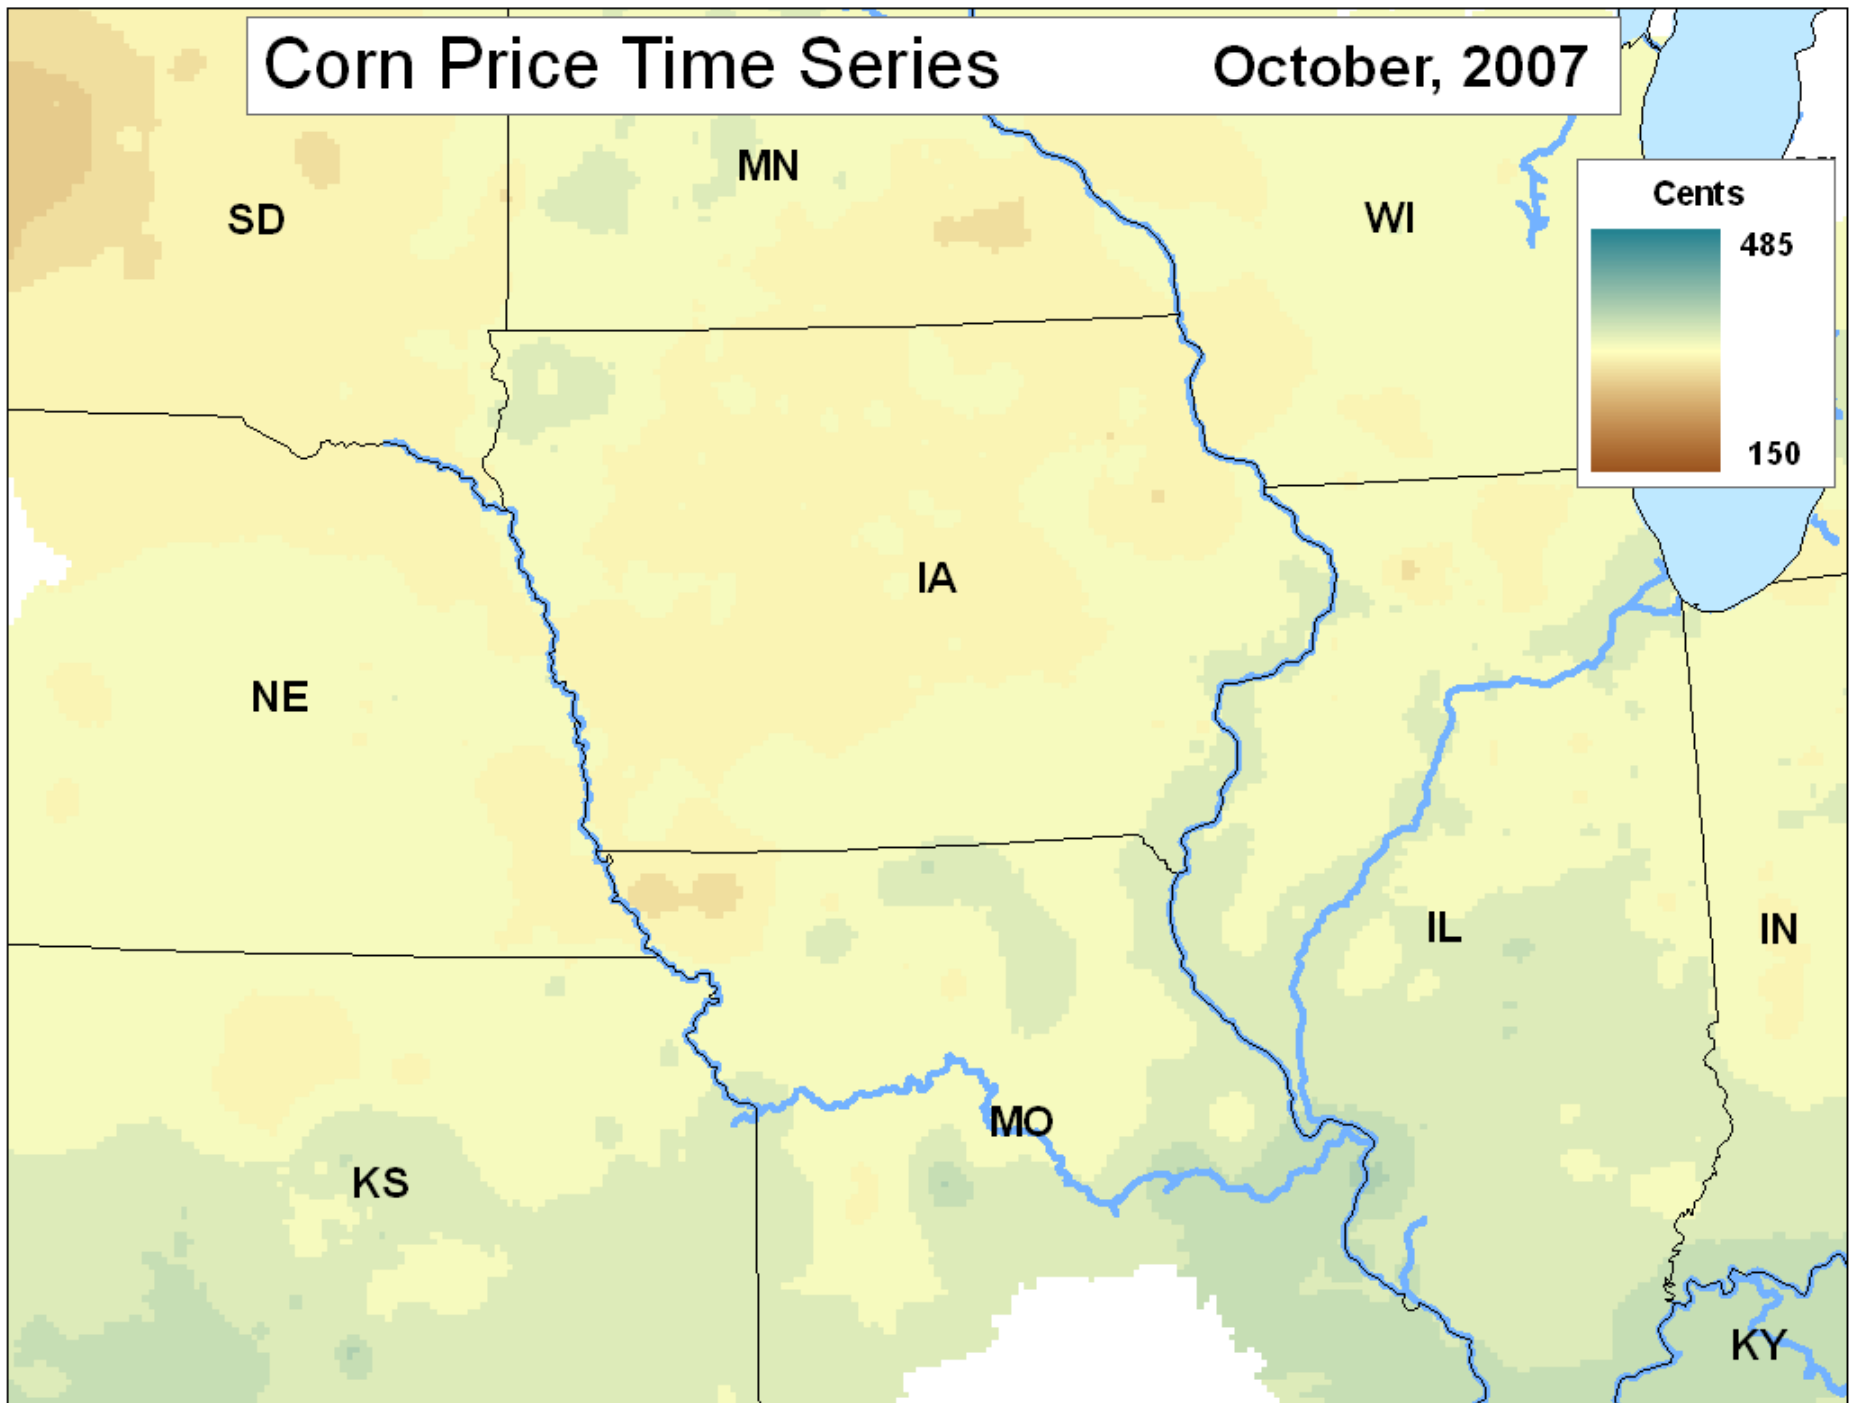 Corn Price Time Series October, 2007
MN
SD
WI
Cents
485
150
IA
NE
IL
IN
MO
KS
KY